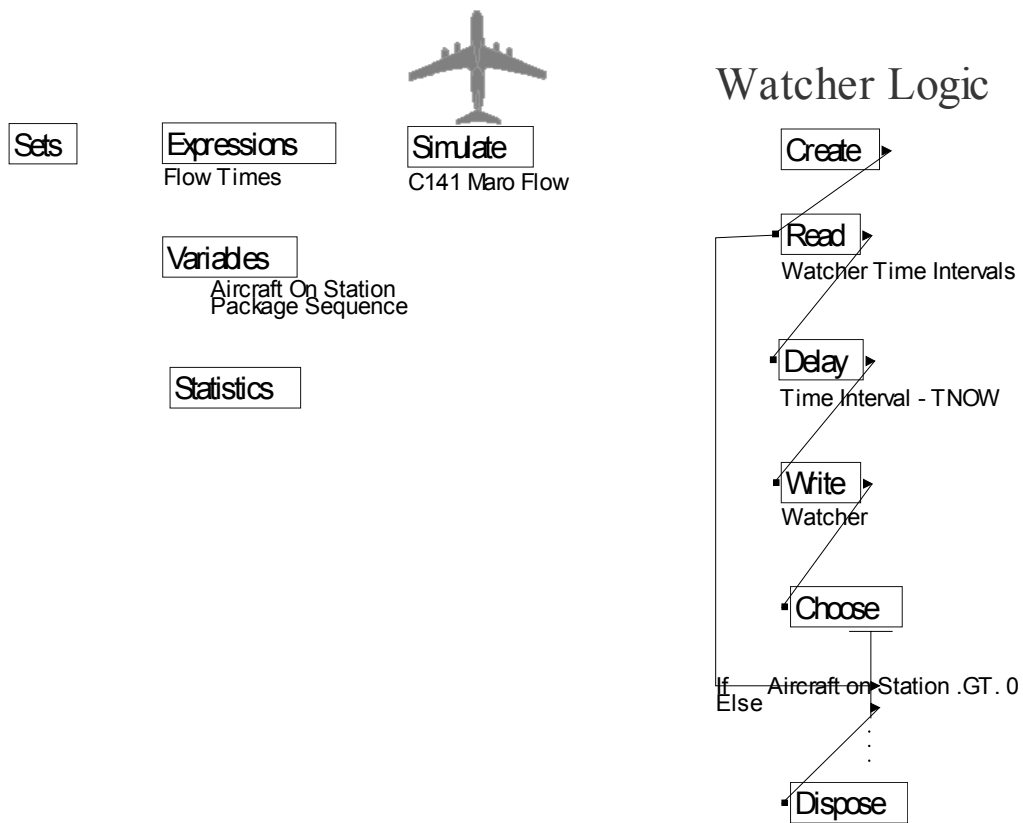 Watcher Logic
Sets
Expressions
Flow Times
Simulate
C141 Maro Flow
Variables
Aircraft On Station
Package Sequence
Statistics
Create
Read
Watcher Time Intervals
Delay
Time Interval - TNOW
Write
Watcher
Choose
If Aircraft on Station .GT. 0
Else
Dispose